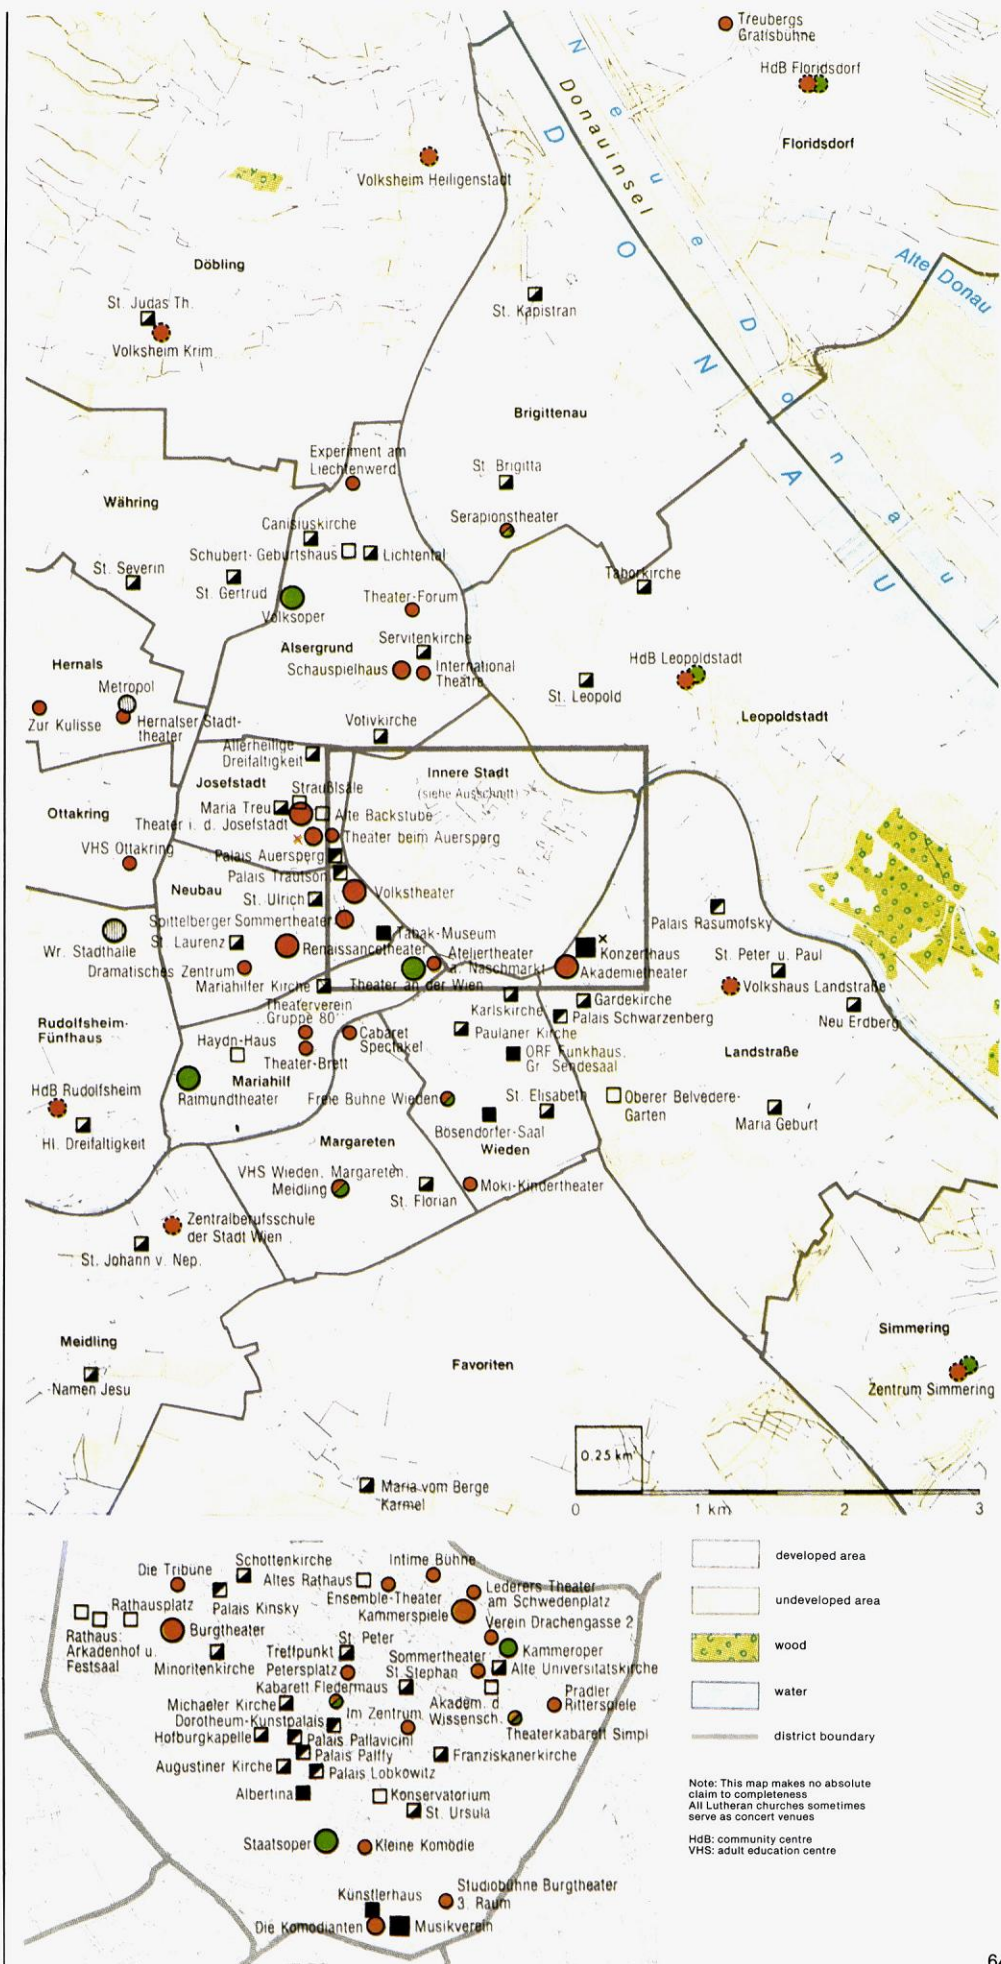 Treubergs
Gratisbühne
HdB Floridsdorf
Floridsdorf
Neue Donau
Donauinsel
DONAU
Alte Donau
Volksheim Heiligenstadt
Döbling
St. Judas Th.
Volksheim Krim
St. Kapistran
Brigittenau
Experiment am
Liechtenwerd
St. Brigitta
Währing
Serapionstheater
Canisiuskirche
Schubert-Geburtshaus
Lichtental
St. Severin
St. Gertrud
Taborkirche
Volksoper
Theater-Forum
Alsergrund
Servitenkirche
Hernals
Schauspielhaus
International
Theatre
HdB Leopoldstadt
St. Leopold
Metropol
Zur Kulisse
Hernalser Stadt-
theater
Votivkirche
Leopoldstadt
Allerheilige
Dreifaltigkeit
Innere Stadt
(siehe Ausschnitt)
Josefstadt
Straußsäle
Ottakring
Maria Treu
Alte Backstube
Theater i. d. Josefstadt
Theater beim Auersperg
VHS Ottakring
Palais Auersperg
Palais Trautson
Neubau
Volkstheater
St. Ulrich
Spittelberger Sommertheater
Palais Rasumofsky
Tabak-Museum
Wr. Stadthalle
St. Laurenz
Renaissancetheater
Konzerthaus
Ateliertheater
a. Naschmarkt
St. Peter u. Paul
Dramatisches Zentrum
Akademietheater
Mariahilfer Kirche
Theater an der Wien
Volkshaus Landstraße
Theaterverein
Gruppe 80
Karlskirche
Gardekirche
Palais Schwarzenberg
Neu Erdberg
Rudolfsheim-
Fünfhaus
Haydn-Haus
Cabaret
Spectakel
Paulaner Kirche
Theater-Brett
ORF Funkhaus,
Gr. Sendesaal
Landstraße
Mariahilf
HdB Rudolfsheim
Raimundtheater
Freie Bühne Wieden
St. Elisabeth
Oberer Belvedere-
Garten
Maria Geburt
Hl. Dreifaltigkeit
Bösendorfer-Saal
Margareten
Wieden
VHS Wieden, Margareten,
Meidling
St. Florian
Moki-Kindertheater
Zentralberufsschule
der Stadt Wien
St. Johann v. Nep.
Meidling
Simmering
Favoriten
Namen Jesu
Zentrum Simmering
0.25 km²
Maria vom Berge
Karmel
0 1 km 2 3
Schottenkirche
Die Tribüne
Altes Rathaus
Intime Bühne
Palais Kinsky
Ensemble-Theater
Lederers Theater
am Schwedenplatz
Rathausplatz
Kammerspiele
Rathaus:
Arkadenhof u.
Festsaal
Burgtheater
Verein Drachengasse 2
Minoritenkirche
St. Peter
Kammeroper
Treffpunkt
Petersplatz
Sommertheater
St. Stephan
Alte Universitätskirche
Kabarett Fledermaus
Akadem. d.
Wissensch.
Pradler
Ritterspiele
Michaeler Kirche
Im Zentrum
Dorotheum-Kunstpalais
Theaterkabarett Simpl
Hofburgkapelle
Palais Pallavicini
Palais Palffy
Franziskanerkirche
Augustiner Kirche
Palais Lobkowitz
Albertina
Konservatorium
St. Ursula
Staatsoper
Kleine Komödie
Künstlerhaus
Studiobühne Burgtheater
3. Raum
Die Komödianten
Musikverein
developed area
undeveloped area
wood
water
district boundary
Note: This map makes no absolute
claim to completeness
All Lutheran churches sometimes
serve as concert venues
HdB: community centre
VHS: adult education centre